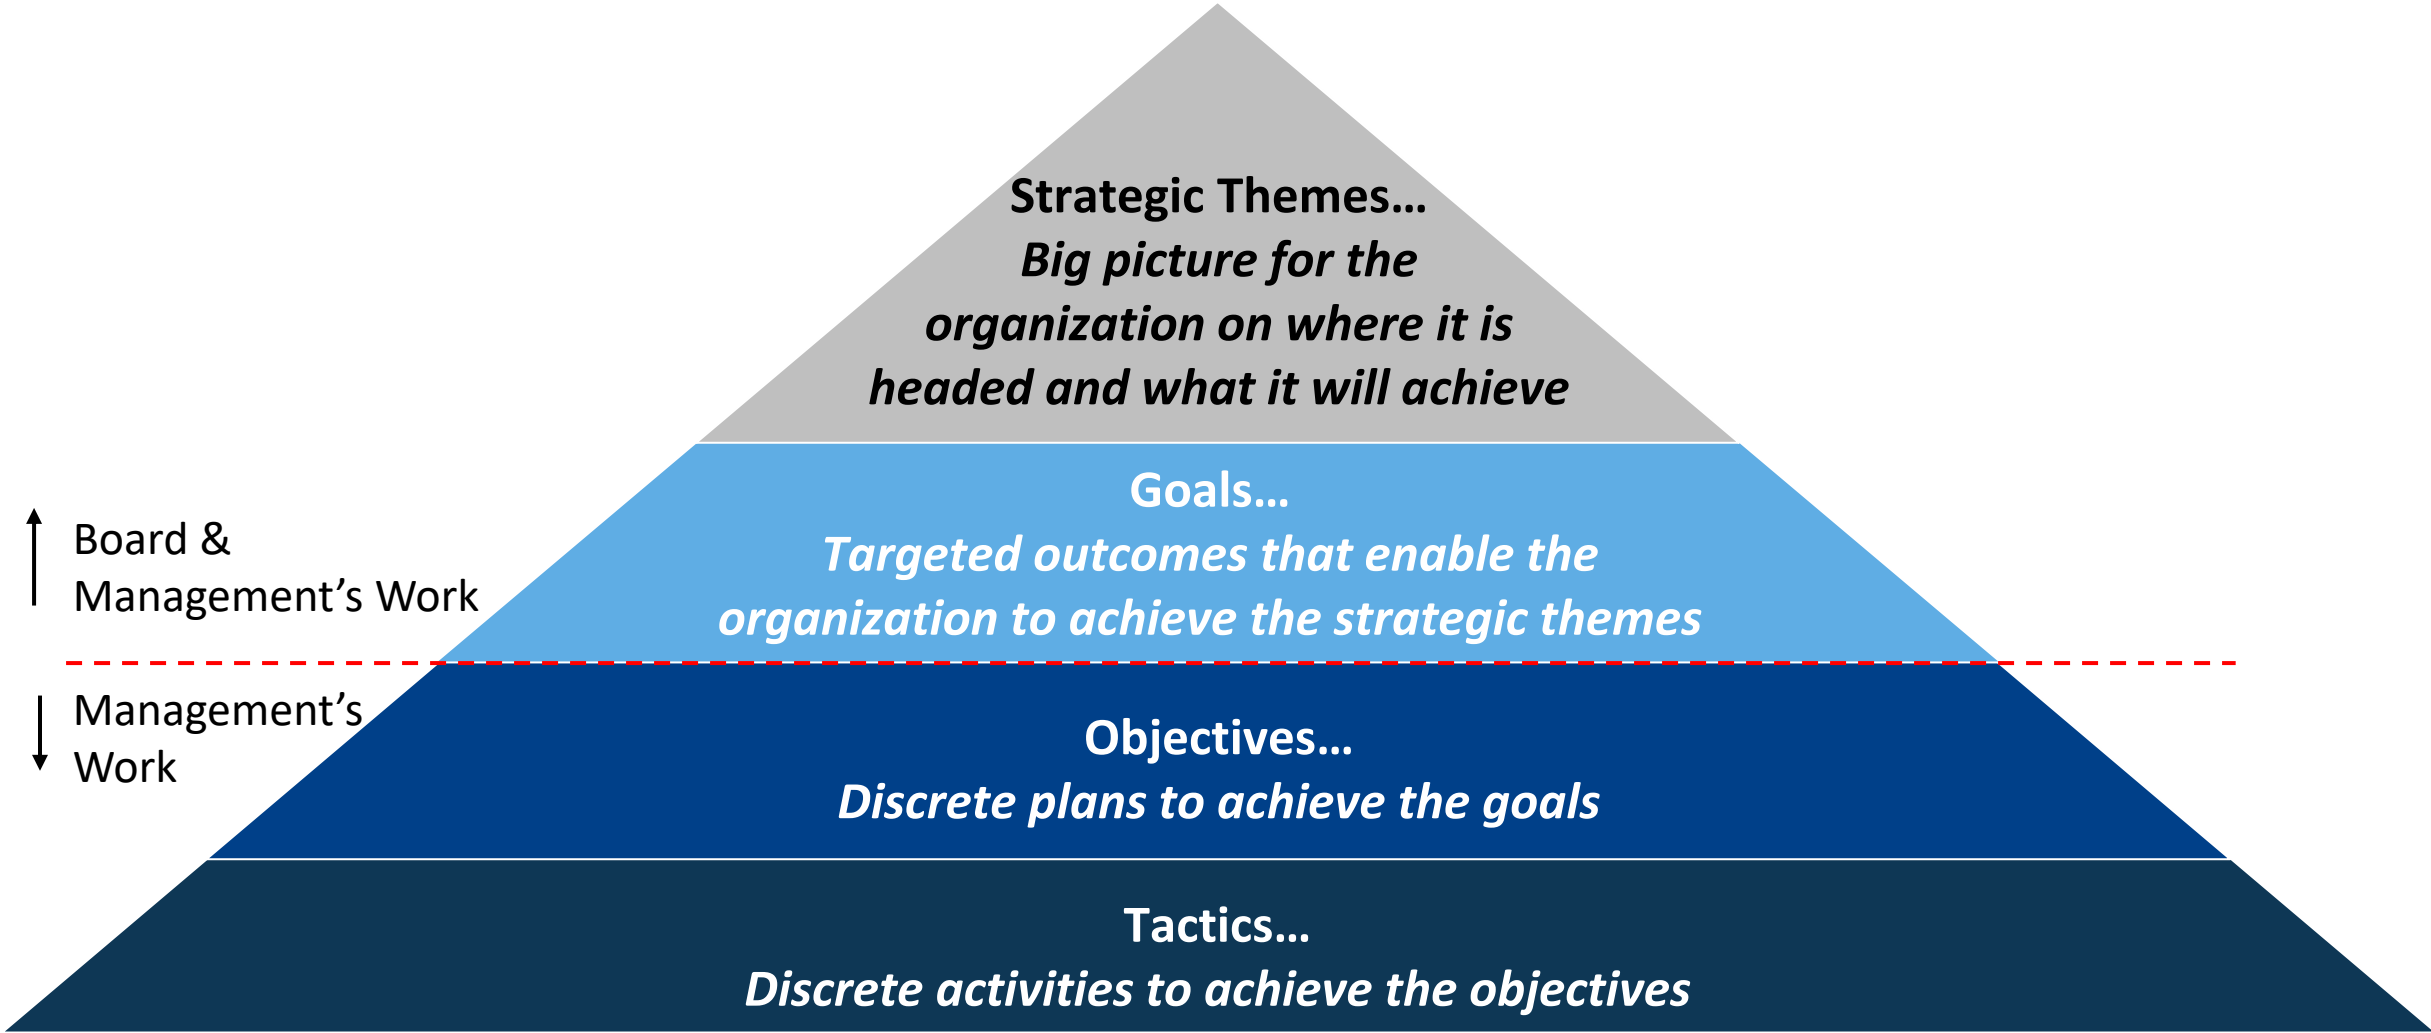 Strategic Themes…
Big picture for the
organization on where it is
headed and what it will achieve
Goals…
Targeted outcomes that enable the
organization to achieve the strategic themes
Board &
Management’s Work
Management’s
Work
Objectives…
Discrete plans to achieve the goals
Tactics…
Discrete activities to achieve the objectives